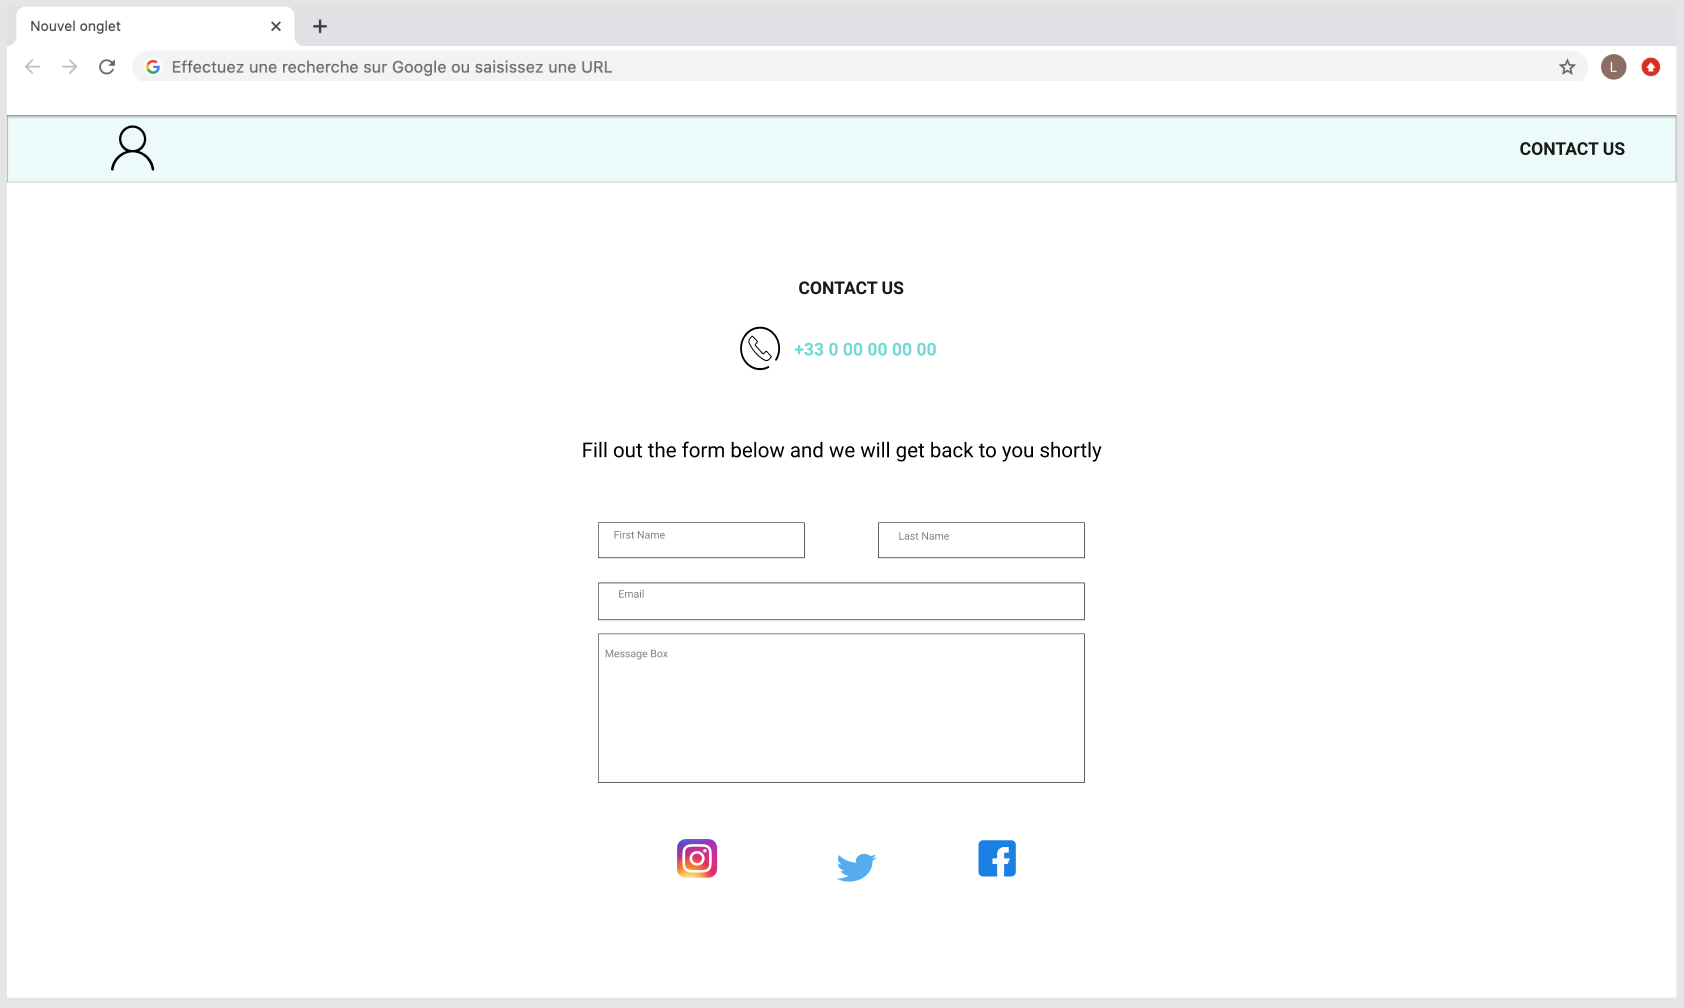 Nouvel onglet
Effectuez une recherche sur Google ou saisissez une URL
L
CONTACT US
CONTACT US
+33 0 00 00 00 00
Fill out the form below and we will get back to you shortly
First Name
Last Name
Email
Message Box